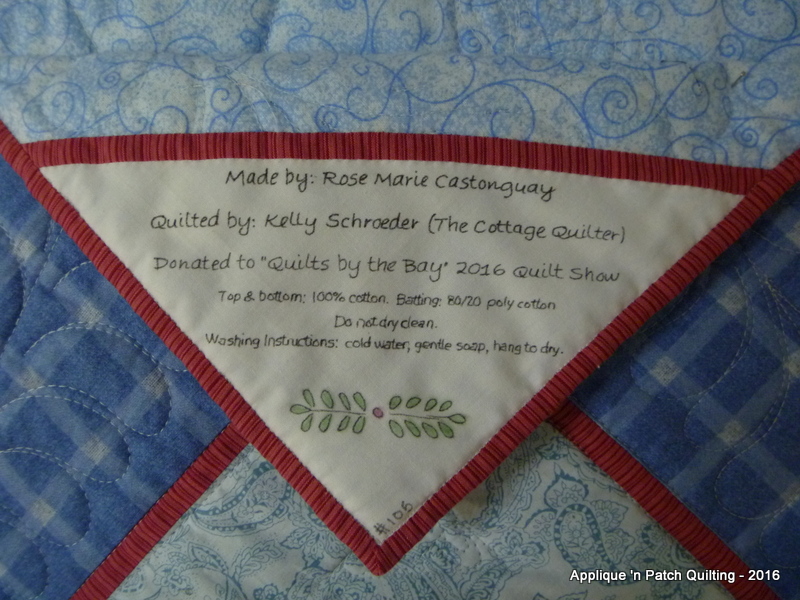 Made by: Rose Marie Castonguay
Quilted by: Kelly Schroeder (The Cottage Quilter)
Donated to "Quilts by the Bay" 2016 Quilt Show
Top & bottom: 100% cotton. Batting: 80/20 poly cotton
Do not dry clean.
Washing Instructions: cold water, gentle soap, hang to dry.
#105
Applique 'n Patch Quilting - 2016